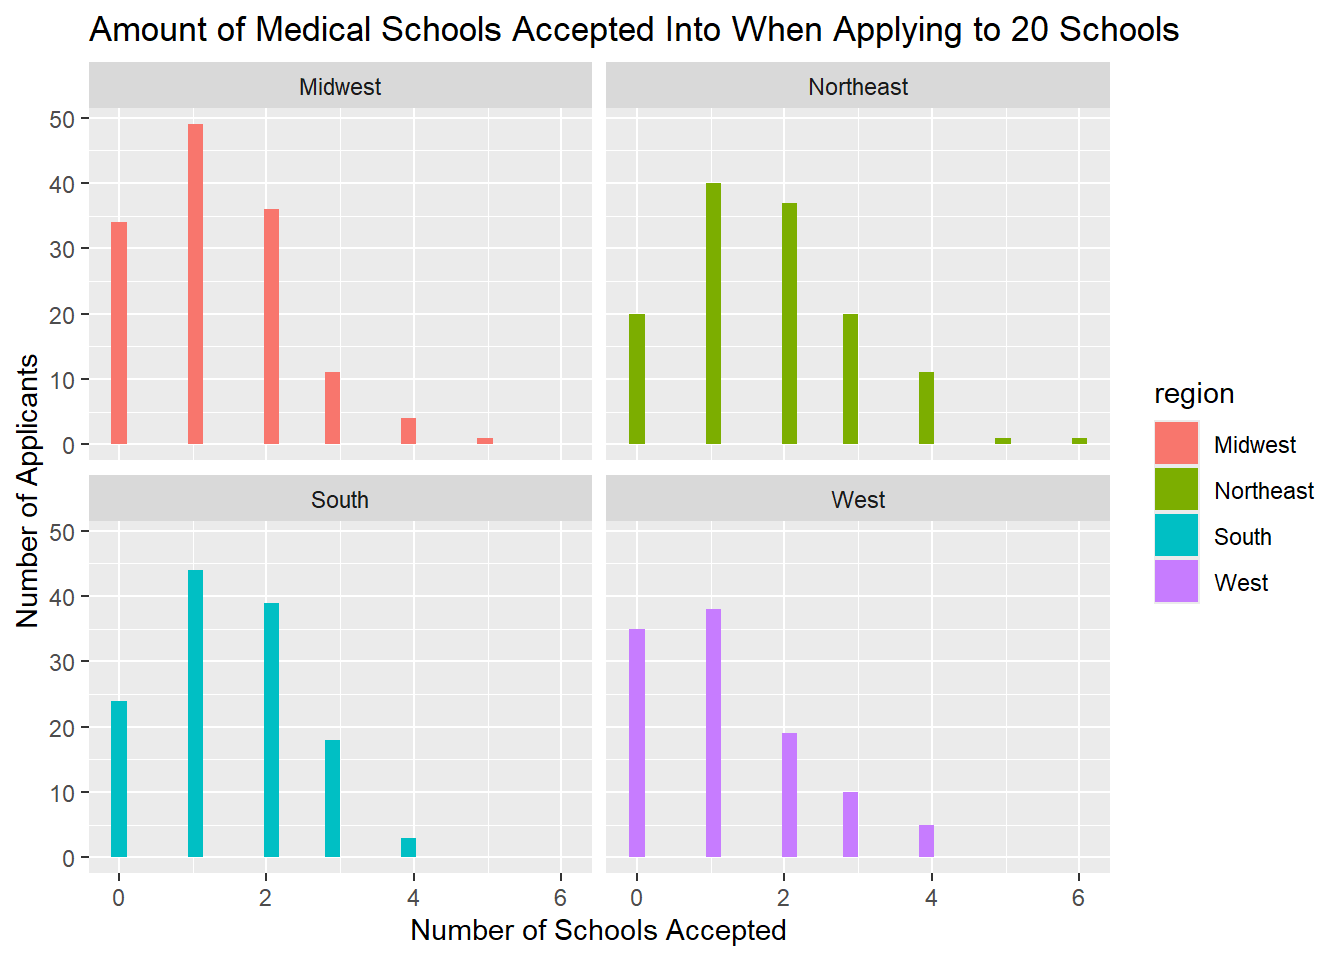 Amount of Medical Schools Accepted Into When Applying to 20 Schools
Midwest
Northeast
50
40
30
20
10
0
South
West
50
40
30
20
10
0
0
2
4
6
0
2
4
6
Number of Schools Accepted
Number of Applicants
region
Midwest
Northeast
South
West